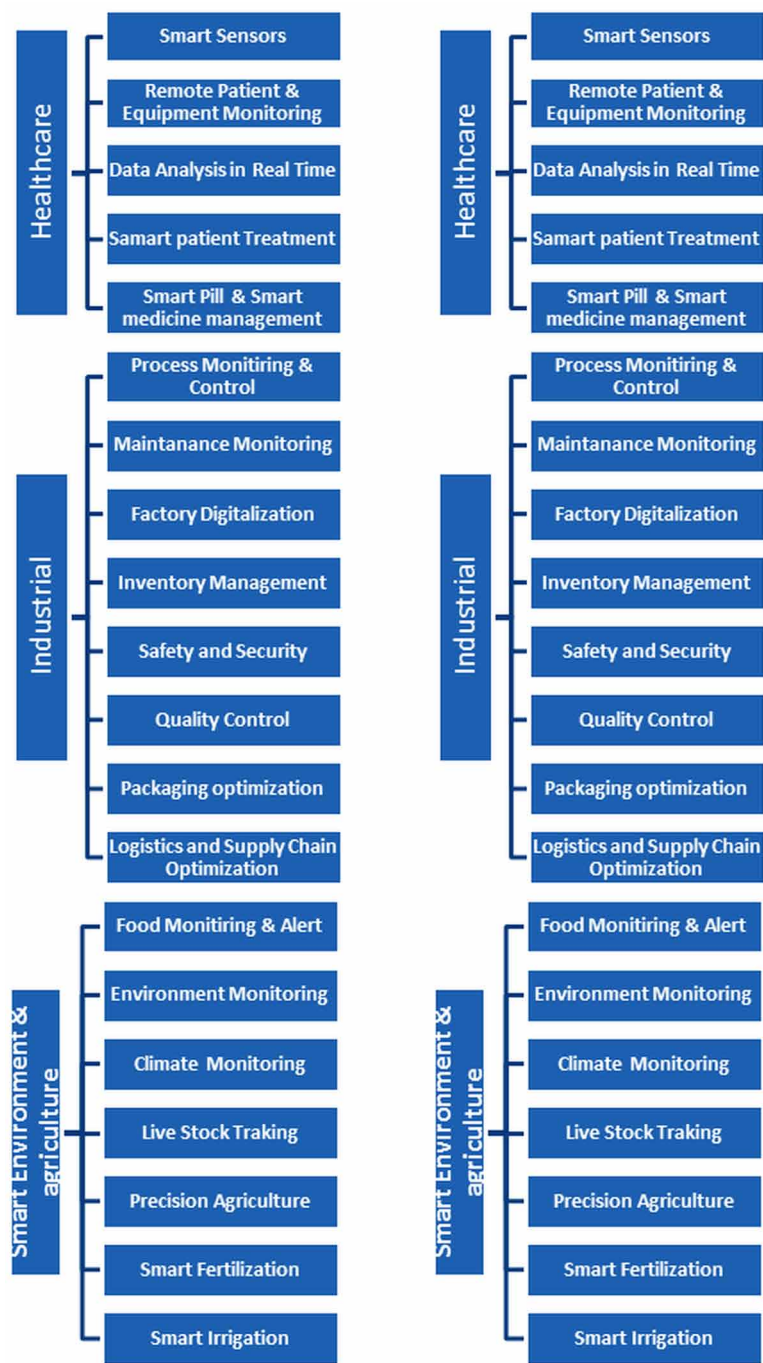 Healthcare
Smart Sensors
Remote Patient &
Equipment Monitoring
Data Analysis in Real Time
Samart patient Treatment
Smart Pill & Smart
medicine management
Industrial
Process Monitiring &
Control
Maintanance Monitoring
Factory Digitalization
Inventory Management
Safety and Security
Quality Control
Packaging optimization
Logistics and Supply Chain
Optimization
Smart Environment &
agriculture
Food Monitiring & Alert
Environment Monitoring
Climate Monitoring
Live Stock Traking
Precision Agriculture
Smart Fertilization
Smart Irrigation
Healthcare
Smart Sensors
Remote Patient &
Equipment Monitoring
Data Analysis in Real Time
Samart patient Treatment
Smart Pill & Smart
medicine management
Industrial
Process Monitiring &
Control
Maintanance Monitoring
Factory Digitalization
Inventory Management
Safety and Security
Quality Control
Packaging optimization
Logistics and Supply Chain
Optimization
Smart Environment &
agriculture
Food Monitiring & Alert
Environment Monitoring
Climate Monitoring
Live Stock Traking
Precision Agriculture
Smart Fertilization
Smart Irrigation